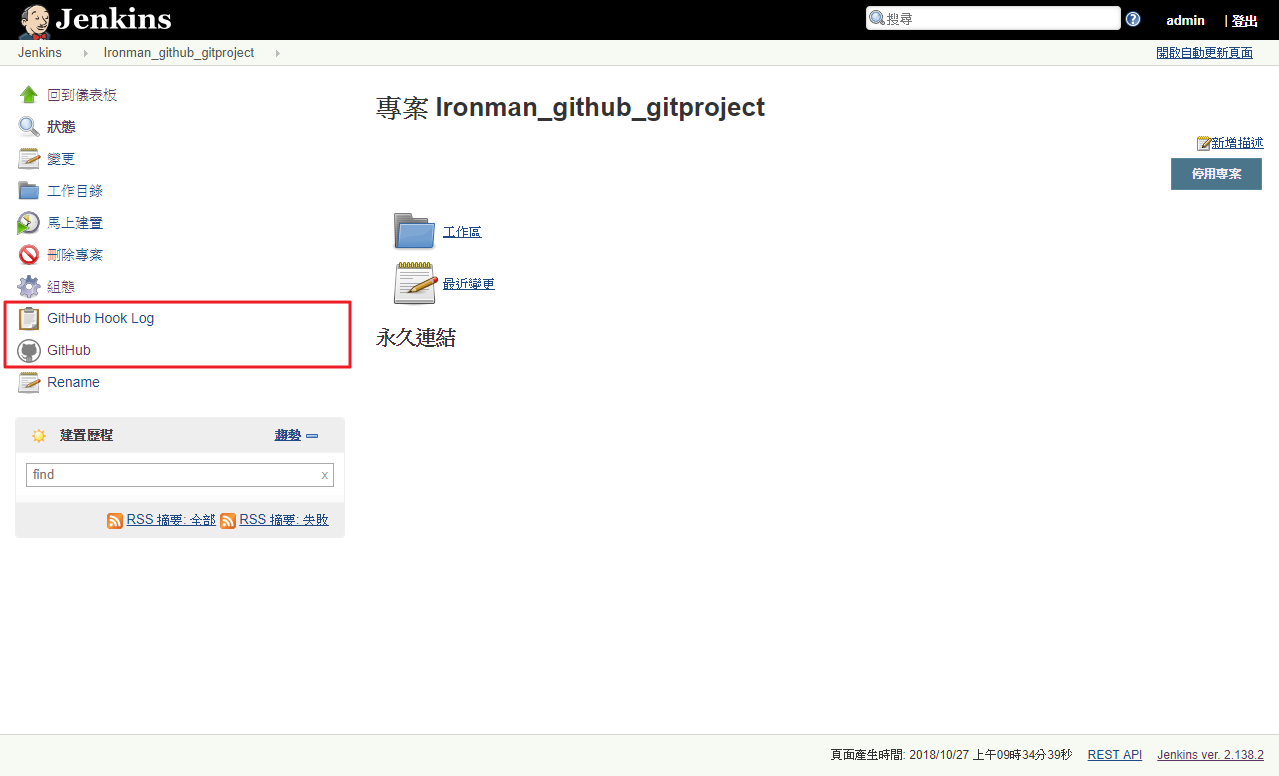 Jenkins
搜尋
admin
| 登出
Jenkins
Ironman_github_gitproject
開啟自動更新頁面
回到儀表板
狀態
變更
工作目錄
馬上建置
刪除專案
組態
GitHub Hook Log
GitHub
Rename
建置歷程
趨勢
find
x
RSS 摘要: 全部
RSS 摘要: 失敗
專案 Ironman_github_gitproject
新增描述
停用專案
工作區
最近變更
永久連結
頁面產生時間: 2018/10/27 上午09時34分39秒
REST API
Jenkins ver. 2.138.2